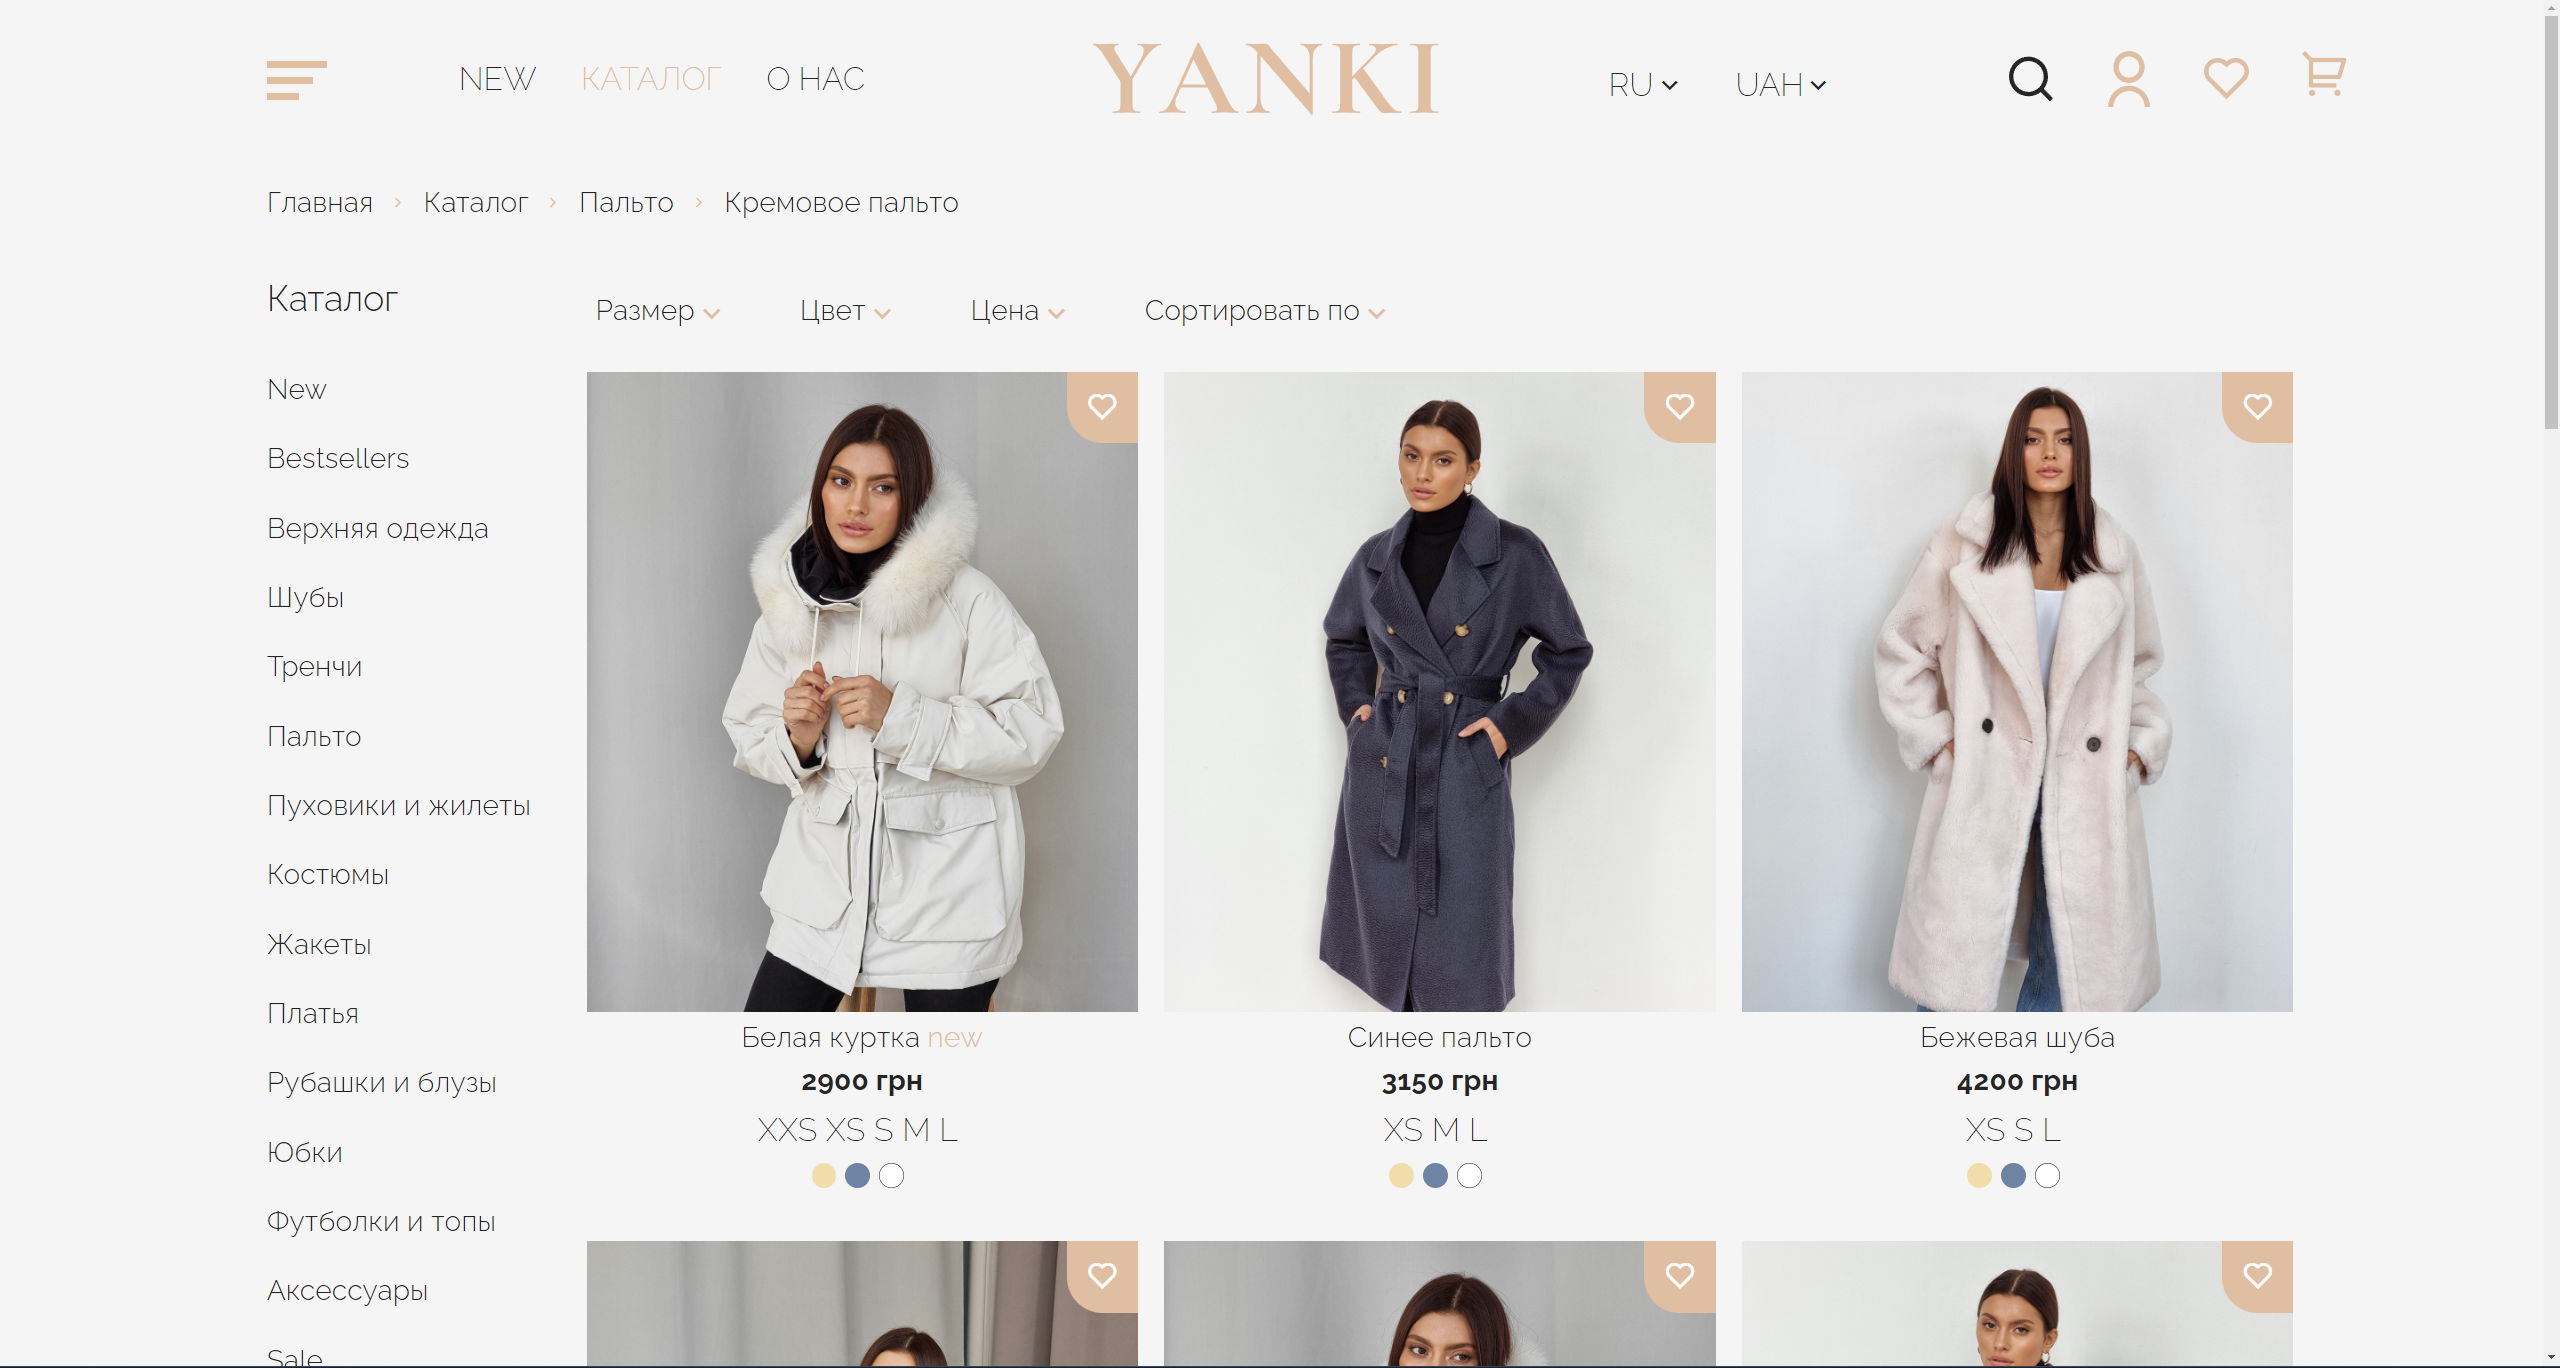 NEW КАТАЛОГ О НАС YANKI RU UAH
Главная Каталог Пальто Кремовое пальто
Каталог
Размер Цвет Цена Сортировать по
New
Bestsellers
Верхняя одежда
Шубы
Тренчи
Пальто
Пуховики и жилеты
Костюмы
Жакеты
Платья
Рубашки и блузы
Юбки
Футболки и топы
Аксессуары
Sale
Белая куртка new
2900 грн
XXS XS S M L
Синее пальто
3150 грн
XS M L
Бежевая шуба
4200 грн
XS S L